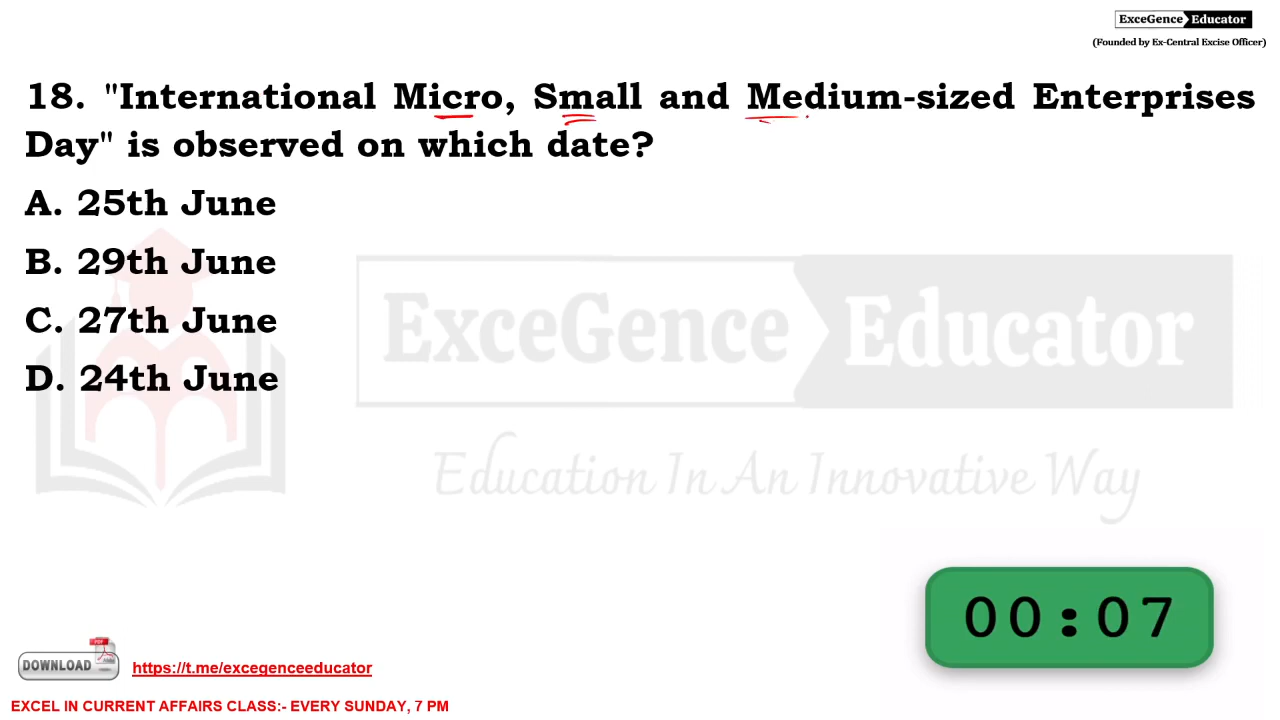 ExceGence Educator
(Founded by Ex-Central Excise Officer)
18. "International Micro, Small and Medium-sized Enterprises
Day" is observed on which date?
A. 25th June
B. 29th June
C. 27th June
D. 24th June
ExceGence Educator
Education In An Innovative Way
00:07
PDF
DOWNLOAD
https://t.me/excegenceeducator
EXCEL IN CURRENT AFFAIRS CLASS:- EVERY SUNDAY, 7 PM